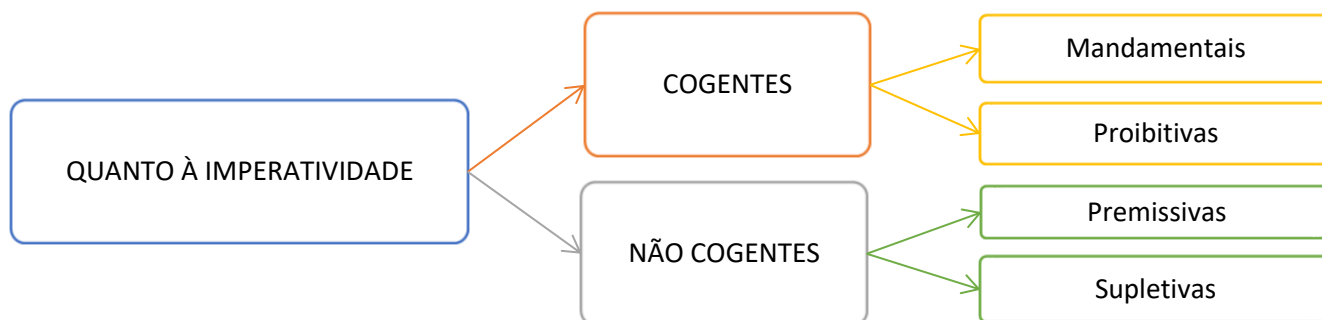 QUANTO À IMPERATIVIDADE
COGENTES
Mandamentais
Proibitivas
NÃO COGENTES
Premissivas
Supletivas